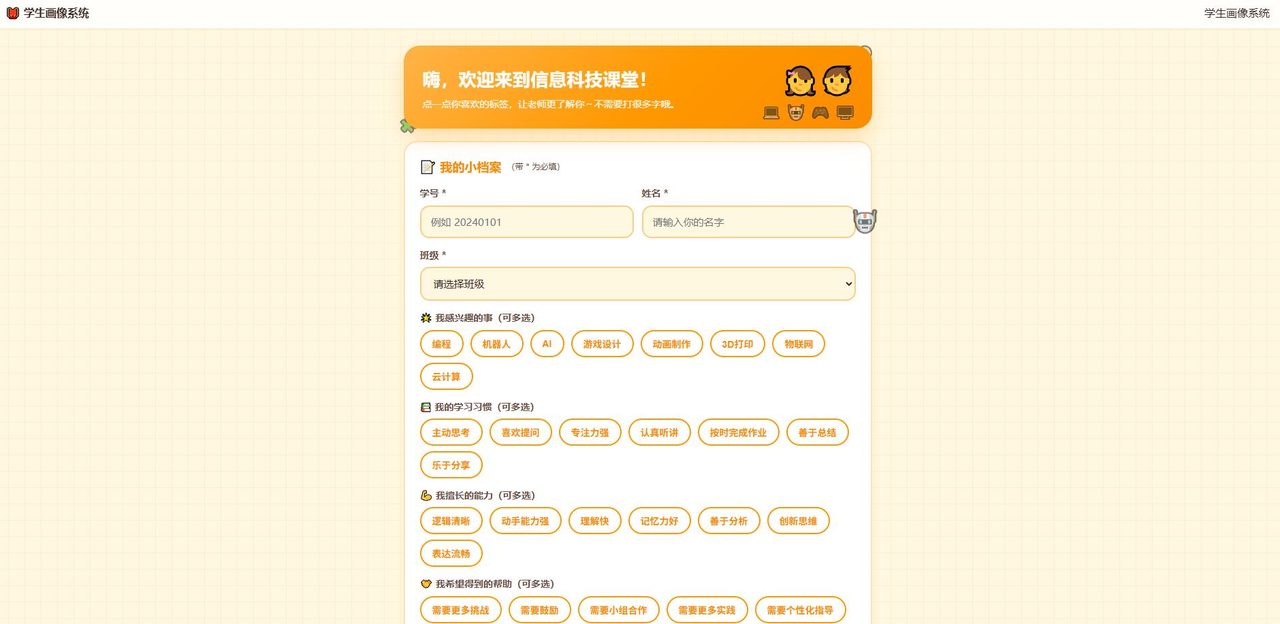 学生画像系统
学生画像系统
嗨，欢迎来到信息科技课堂！
点一点你喜欢的标签，让老师更了解你~不需要打很多字哦。
我的小档案 (带 * 为必填)
学号 * 姓名 *
例如 20240101 请输入你的名字
班级 *
请选择班级
我感兴趣的事（可多选）
编程 机器人 AI 游戏设计 动画制作 3D打印 物联网
云计算
我的学习习惯（可多选）
主动思考 喜欢提问 专注力强 认真听讲 按时完成作业 善于总结
乐于分享
我擅长的能力（可多选）
逻辑清晰 动手能力强 理解快 记忆力好 善于分析 创新思维
表达流畅
我希望得到的帮助（可多选）
需要更多挑战 需要鼓励 需要小组合作 需要更多实践 需要个性化指导